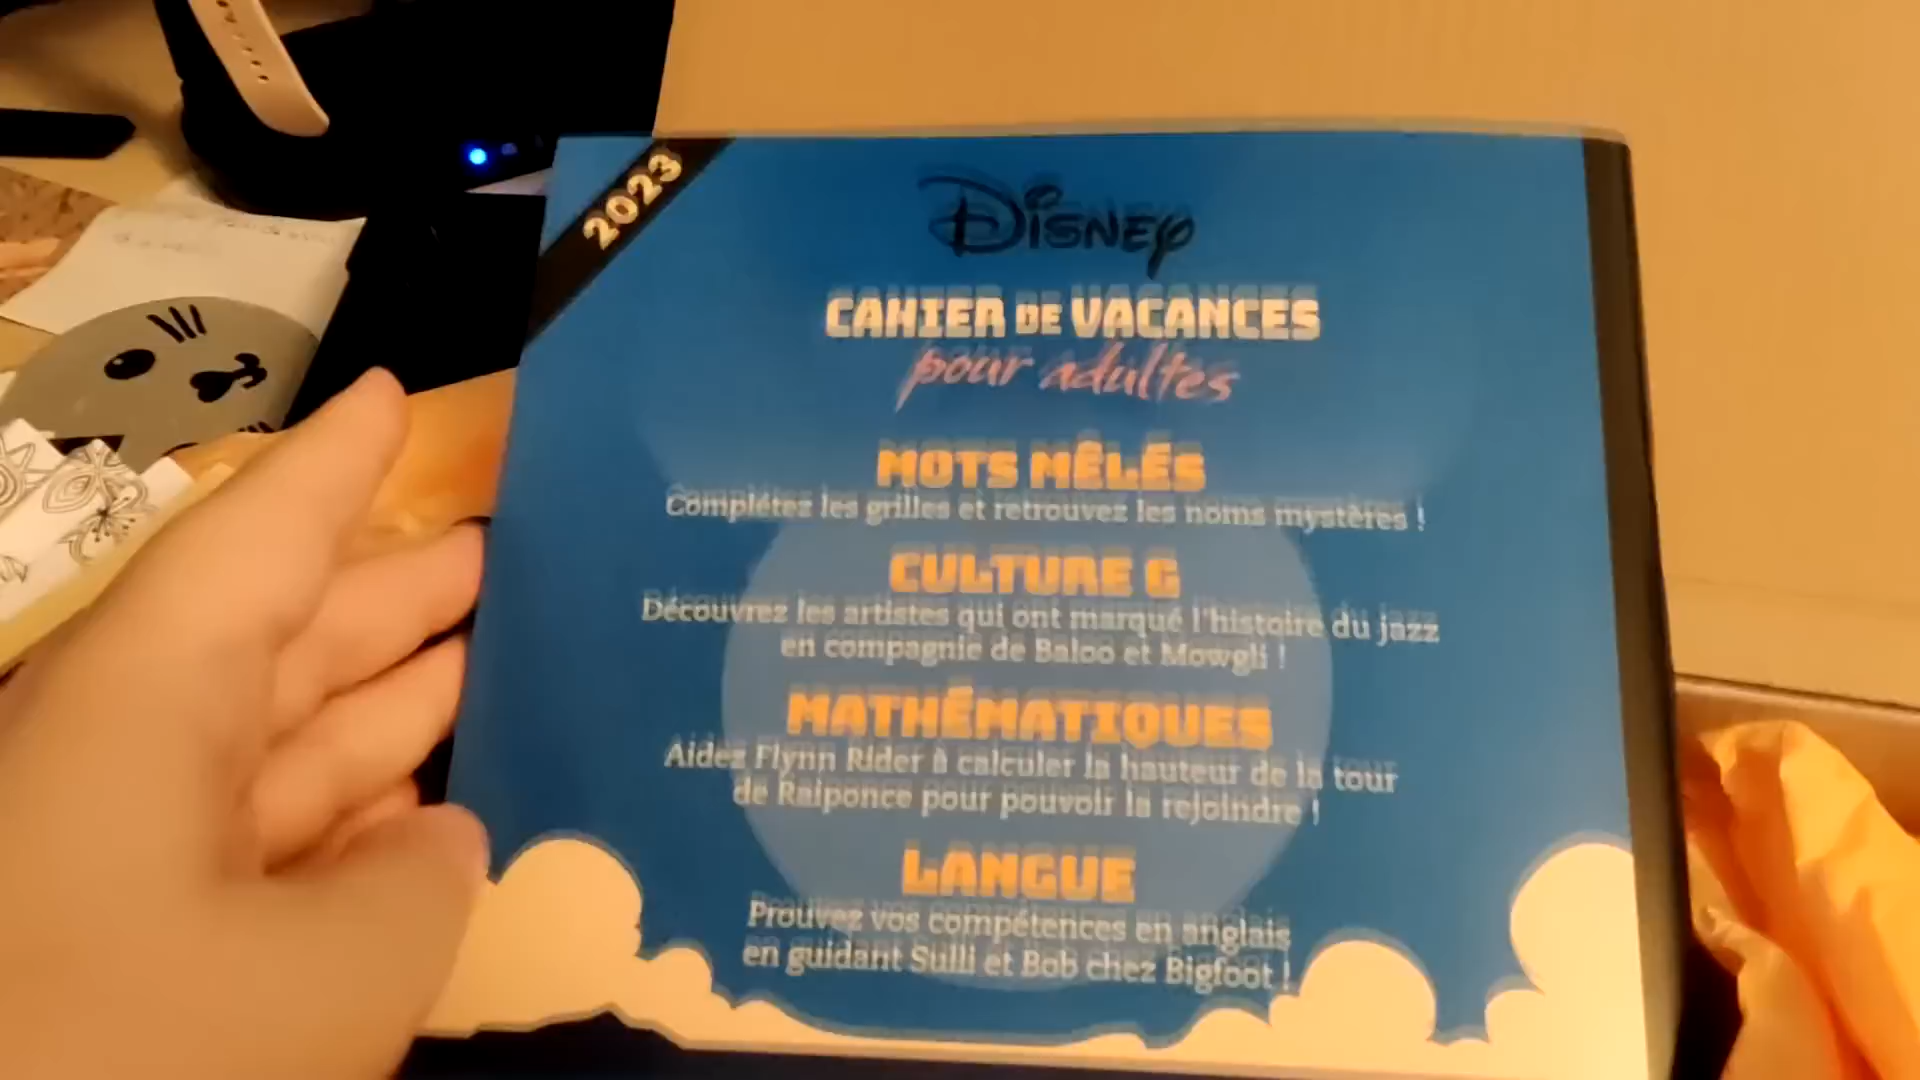 2023
Disney
CAHIER DE VACANCES
pour adultes
MOTS MÊLÉS
Complétez les grilles et retrouvez les noms mystères !
CULTURE G
Découvrez les artistes qui ont marqué l'histoire du jazz
en compagnie de Baloo et Mowgli !
MATHÉMATIQUES
Aidez Flynn Rider à calculer la hauteur de la tour
de Raiponce pour pouvoir la rejoindre !
LANGUE
Prouvez vos compétences en anglais
en guidant Sulli et Bob chez Bigfoot !